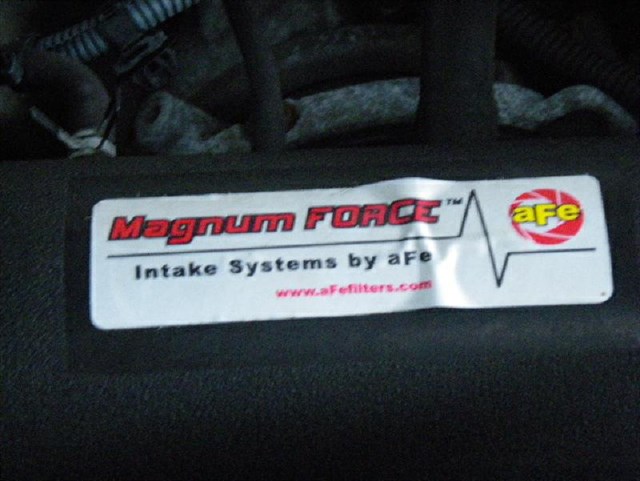 Magnum FORCE™
aFe
Intake Systems by aFe
www.aFefilters.com